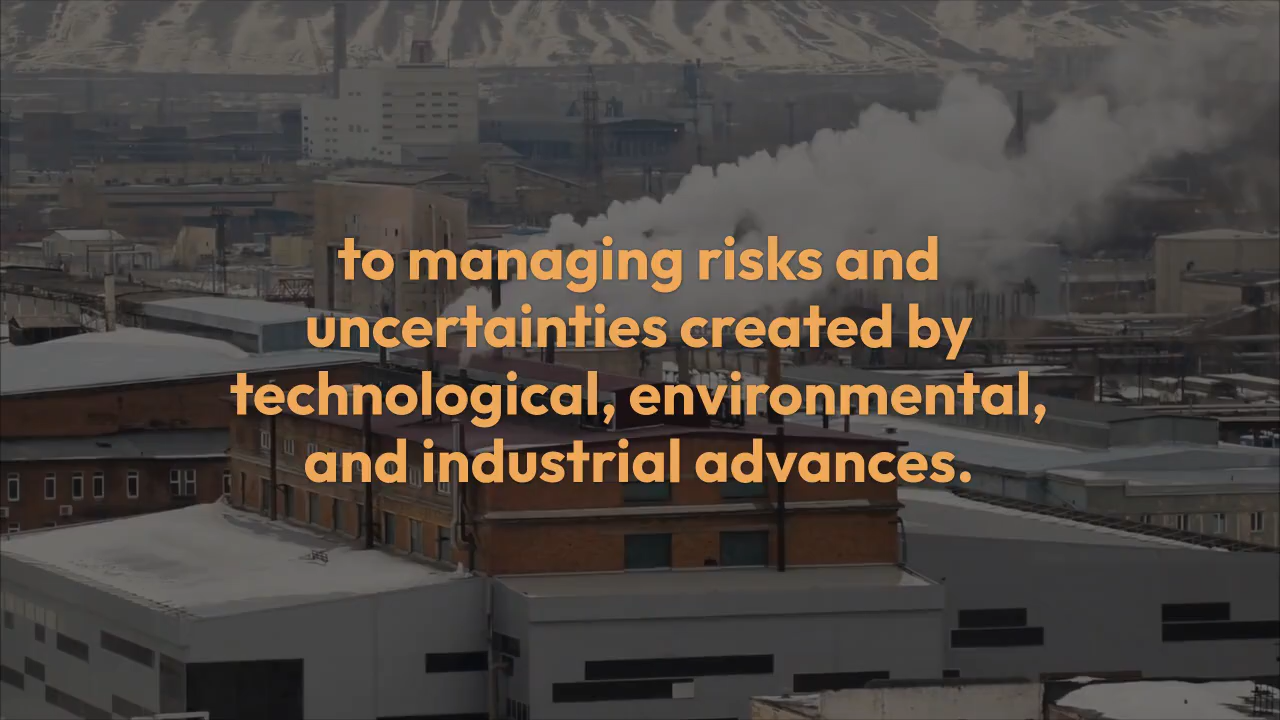 to managing risks and
uncertainties created by
technological, environmental,
and industrial advances.